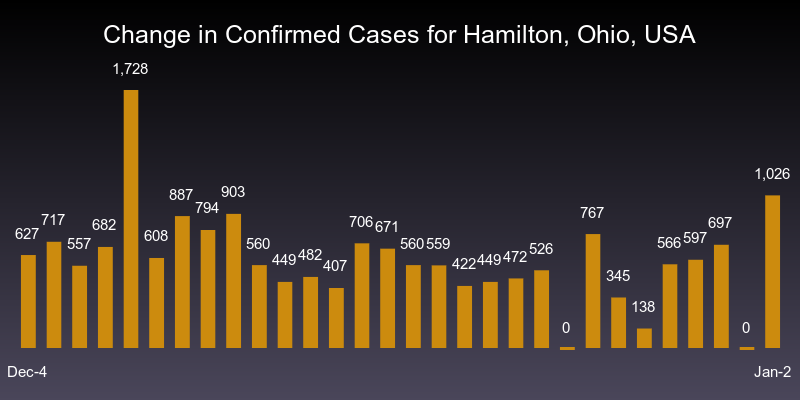 Change in Confirmed Cases for Hamilton, Ohio, USA
627 717 557 682 1,728 608 887 794 903 560 449 482 407 706 671 560 559 422 449 472 526 0 767 345 138 566 597 697 0 1,026
Dec-4 Jan-2